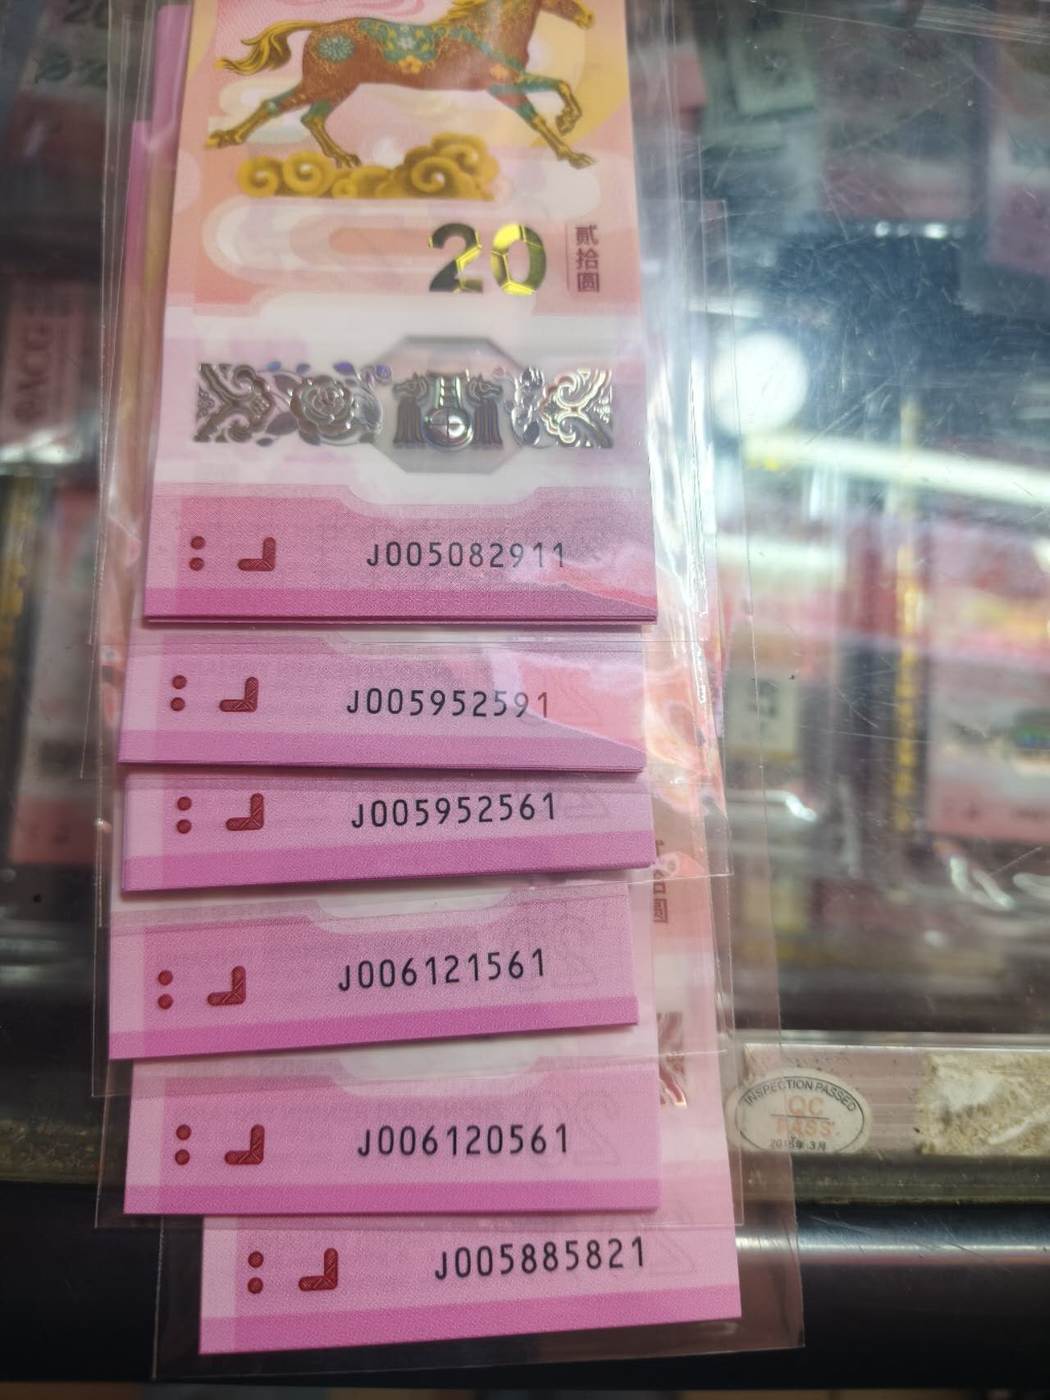 20
貳拾圓
J005082911
J005952591
J005952561
J006121561
J006120561
J005885821
INSPECTION PASSED
QC
PASS